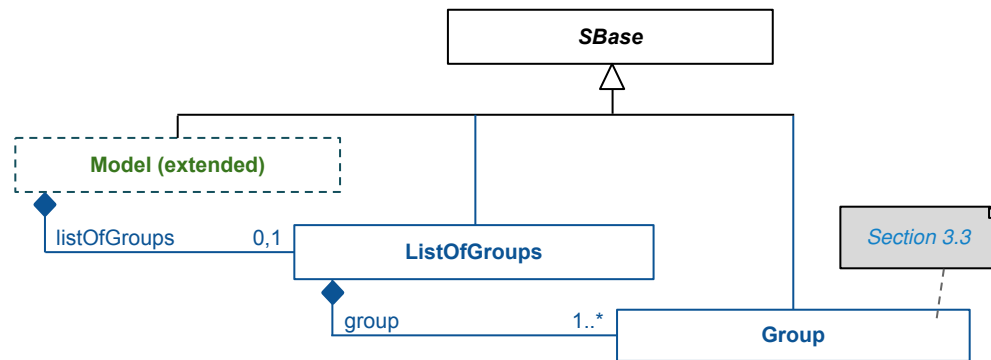 SBase
Model (extended)
listOfGroups 0,1
ListOfGroups
Section 3.3
group 1..*
Group